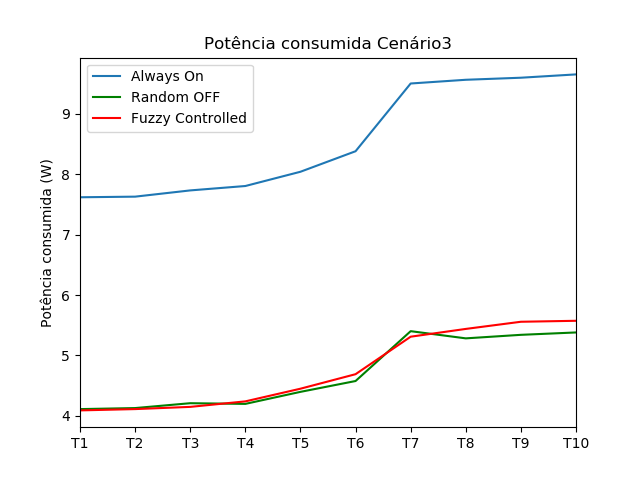 Potência consumida Cenário3
Always On
Random OFF
Fuzzy Controlled
Potência consumida (W)
9
8
7
6
5
4
T1 T2 T3 T4 T5 T6 T7 T8 T9 T10